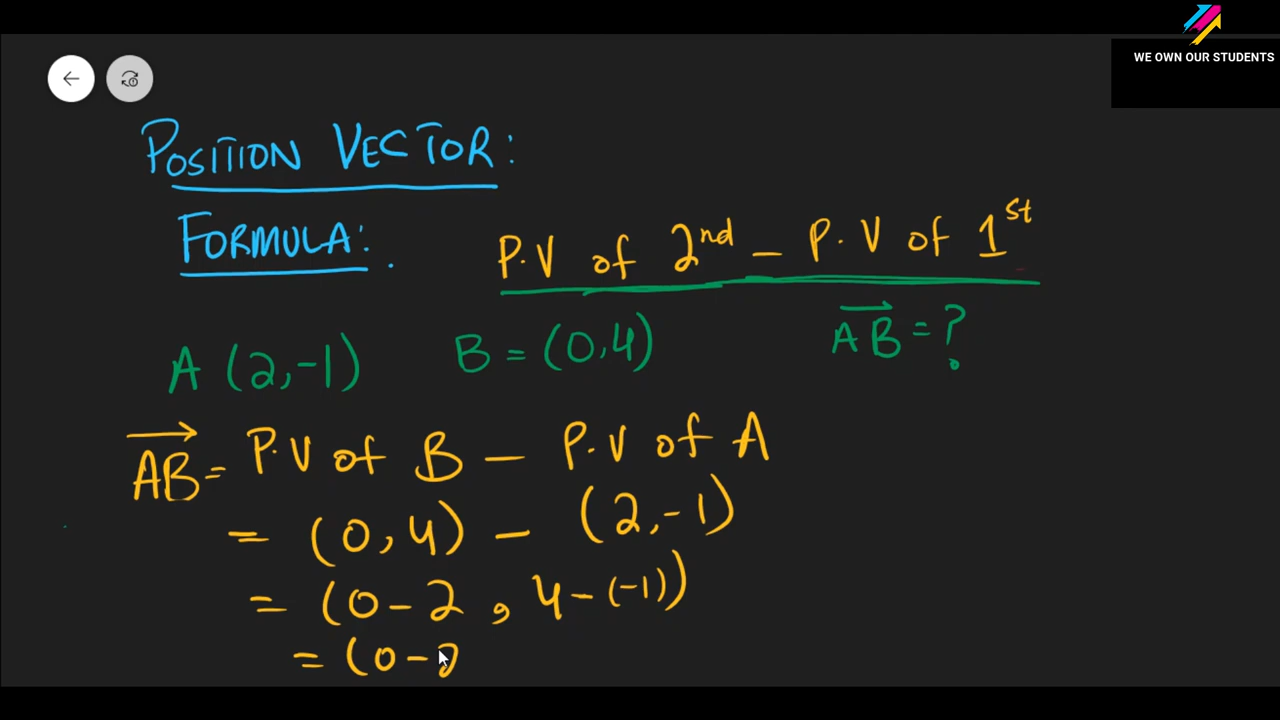 WE OWN OUR STUDENTS
POSITION VECTOR:
FORMULA:.
P.V of 2nd - P.V of 1st
A (2,-1) B = (0,4) AB = ?
AB = P.V of B - P.V of A
= (0,4) - (2,-1)
= (0-2 , 4-(-1))
= (0-